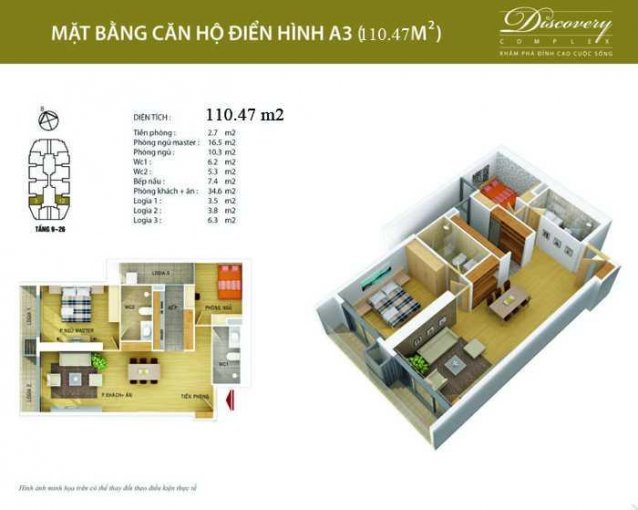 MẶT BẰNG CĂN HỘ ĐIỂN HÌNH A3 (110.47M²)
Discovery
COMPLEX
KHÁM PHÁ ĐỈNH CAO CUỘC SỐNG
B
TẦNG 9-26
DIỆN TÍCH : 110.47 m2
Tiền phòng : 2.7 m2
Phòng ngủ master : 16.5 m2
Phòng ngủ : 10.3 m2
Wc1 : 6.2 m2
Wc2 : 5.3 m2
Bếp nấu : 7.4 m2
Phòng khách + ăn : 34.6 m2
Logia 1 : 3.5 m2
Logia 2 : 3.8 m2
Logia 3 : 6.3 m2
LOGIA 3
LOGIA 1
WC2
BẾP
PHÒNG NGỦ
P.NGỦ MASTER
WC1
LOGIA 2
P.KHÁCH+ ĂN
TIỀN PHÒNG
Hình ảnh minh họa trên có thể thay đổi theo điều kiện thực tế